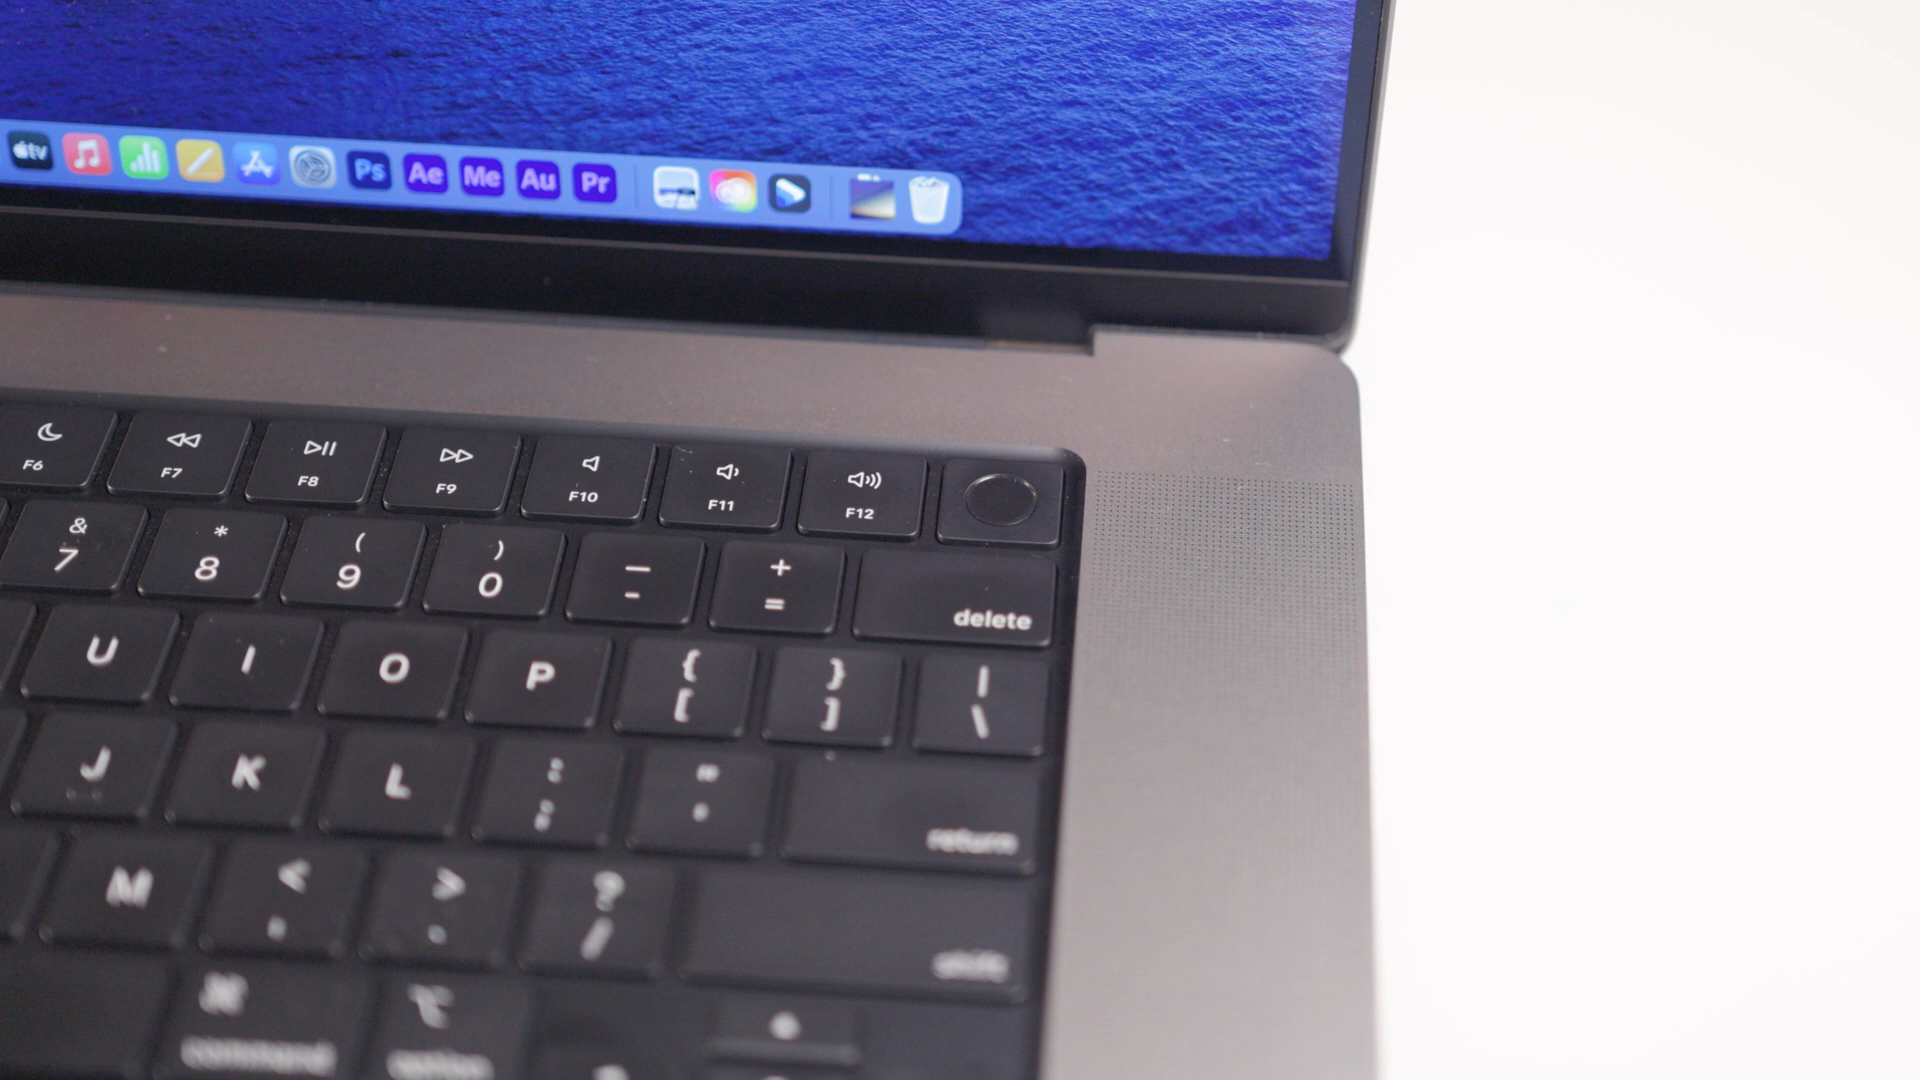 tv
Ps Ae Me Au Pr
F6 F7 F8 F9 F10 F11 F12
& * ( ) — +
7 8 9 0 - =
delete
U I O P { } |
[ ] \
J K L : "
; '
return
M < > ?
, . /
shift
⌘ ⌥
command option